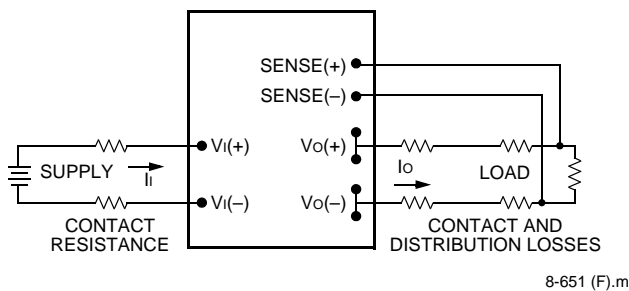 SENSE(+)
SENSE(–)
VI(+)
VO(+)
SUPPLY
II
IO
LOAD
VI(–)
VO(–)
CONTACT
RESISTANCE
CONTACT AND
DISTRIBUTION LOSSES
8-651 (F).m